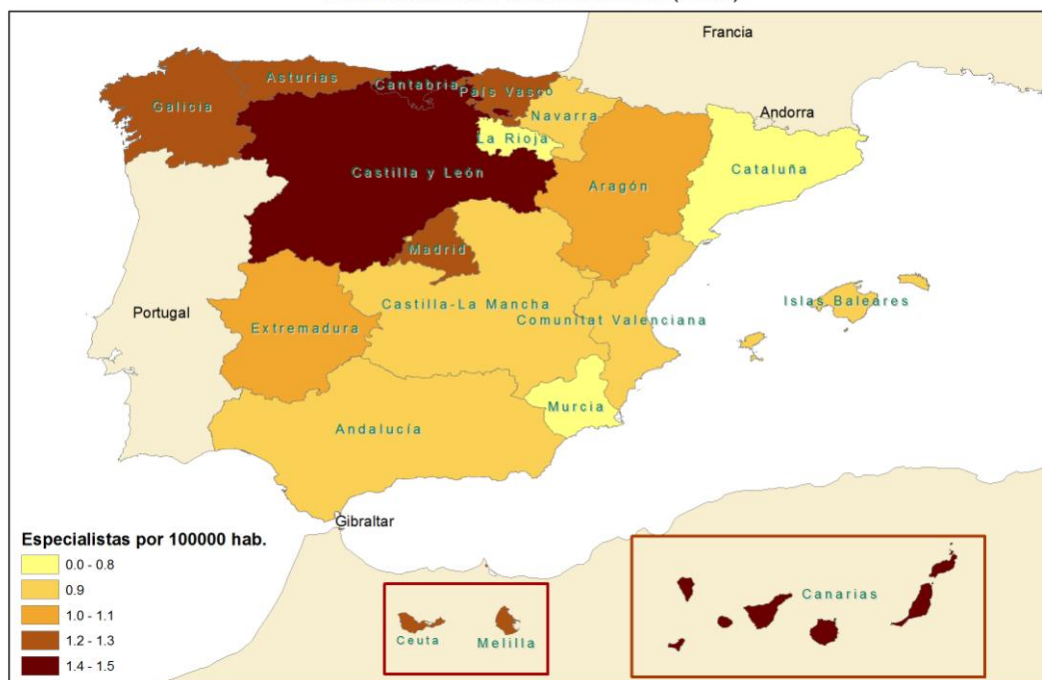 Francia
Asturias
Cantabria
País Vasco
Galicia
Navarra
Andorra
La Rioja
Castilla y León
Aragón
Cataluña
Madrid
Islas Baleares
Portugal
Castilla-La Mancha
Extremadura
Comunitat Valenciana
Murcia
Andalucía
Gibraltar
Especialistas por 100000 hab.
0.0 - 0.8
0.9
1.0 - 1.1
1.2 - 1.3
1.4 - 1.5
Ceuta
Melilla
Canarias